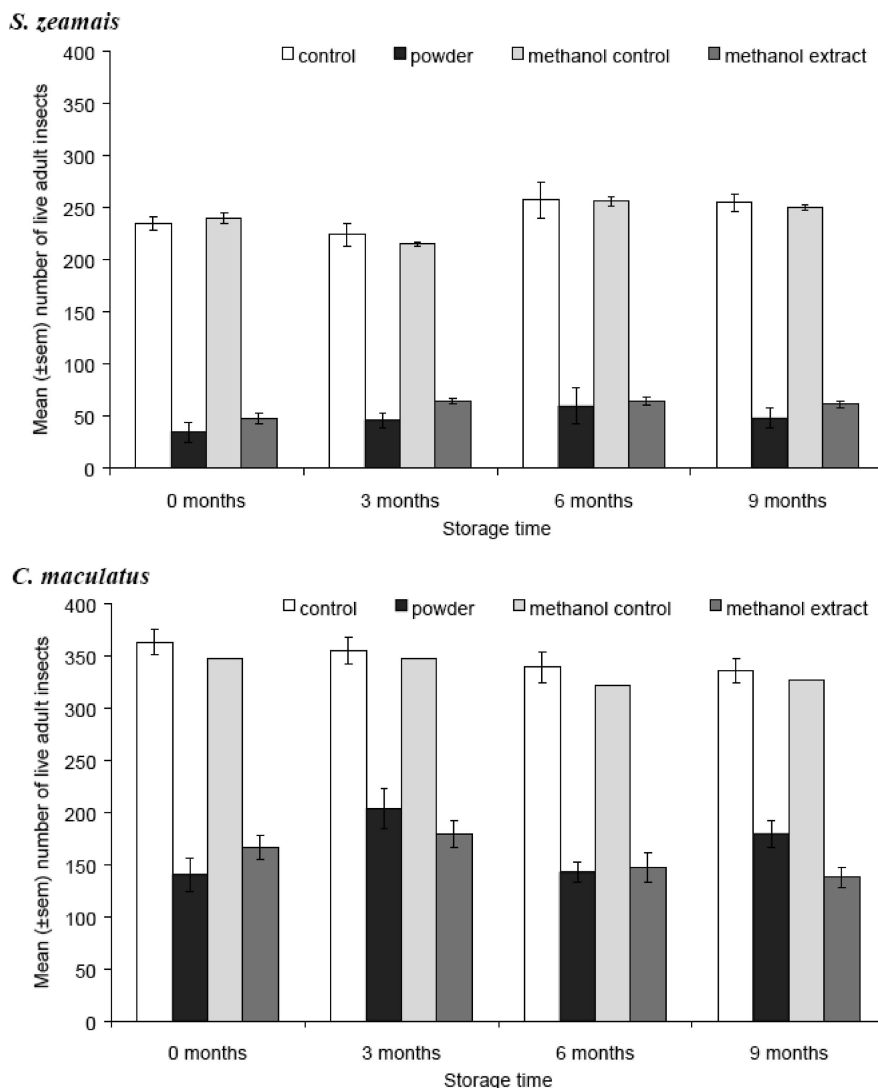 S. zeamais
Mean (±sem) number of live adult insects
400
350
300
250
200
150
100
50
0
control powder methanol control methanol extract
0 months 3 months 6 months 9 months
Storage time
C. maculatus
Mean (±sem) number of live adult insects
400
350
300
250
200
150
100
50
0
control powder methanol control methanol extract
0 months 3 months 6 months 9 months
Storage time